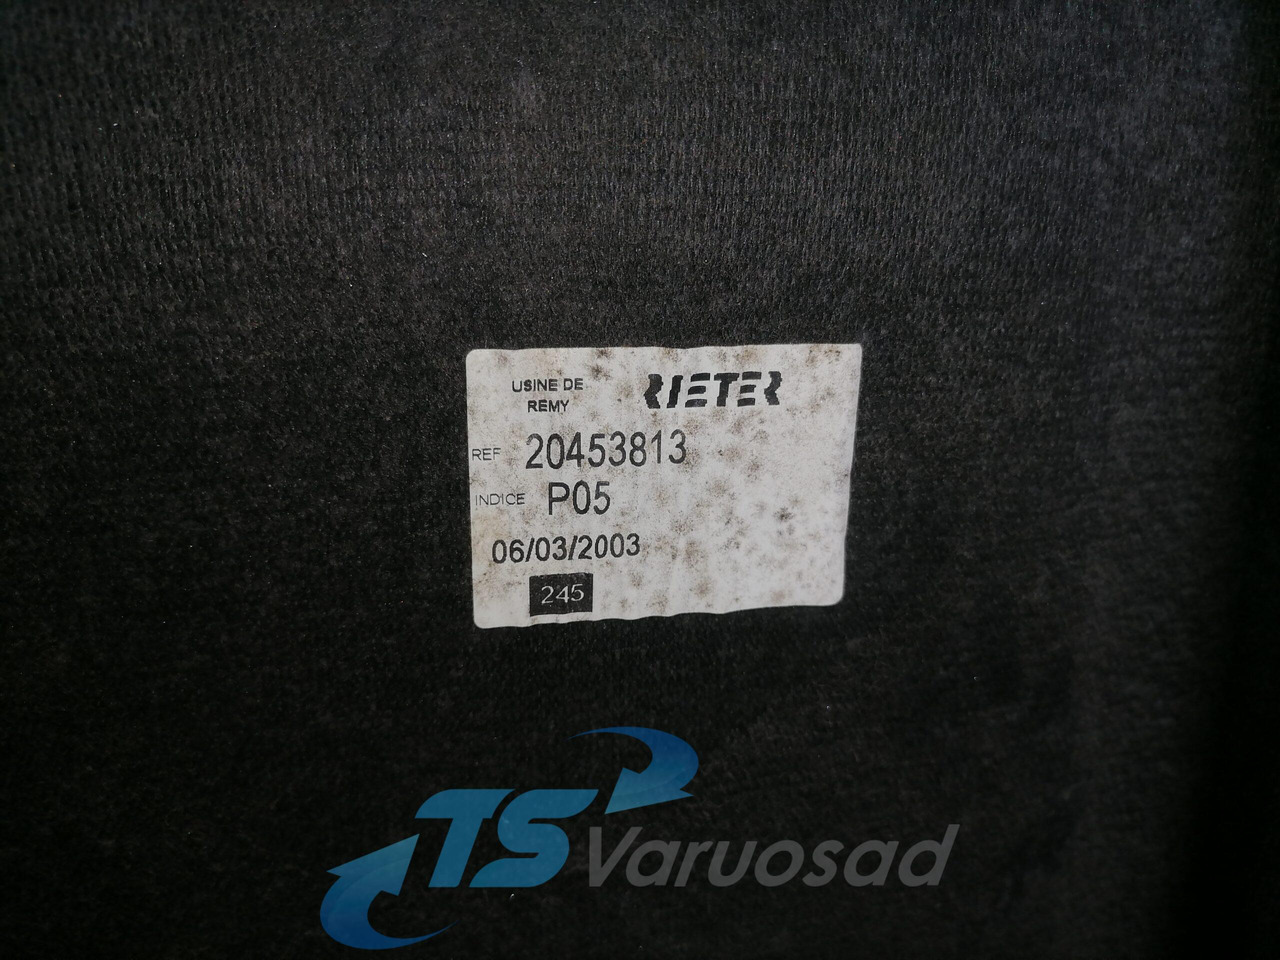 USINE DE RIETER
REMY
REF 20453813
INDICE P05
06/03/2003
245
TS Varuosad